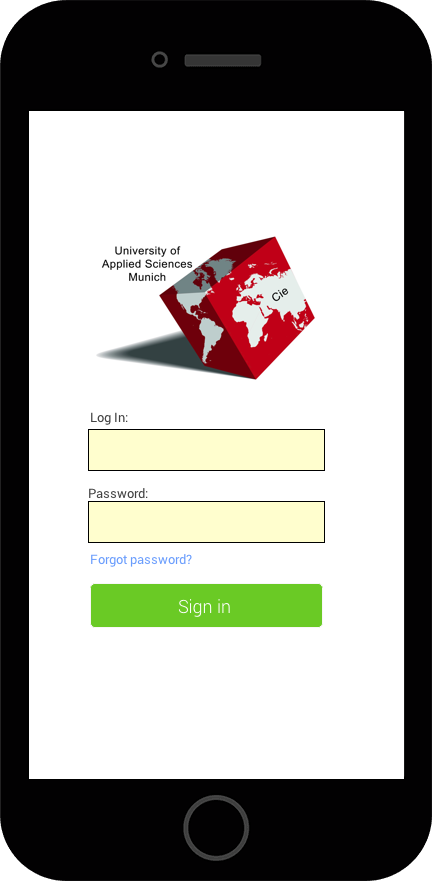 University of
Applied Sciences
Munich
Cie
Log In:
Password:
Forgot password?
Sign in